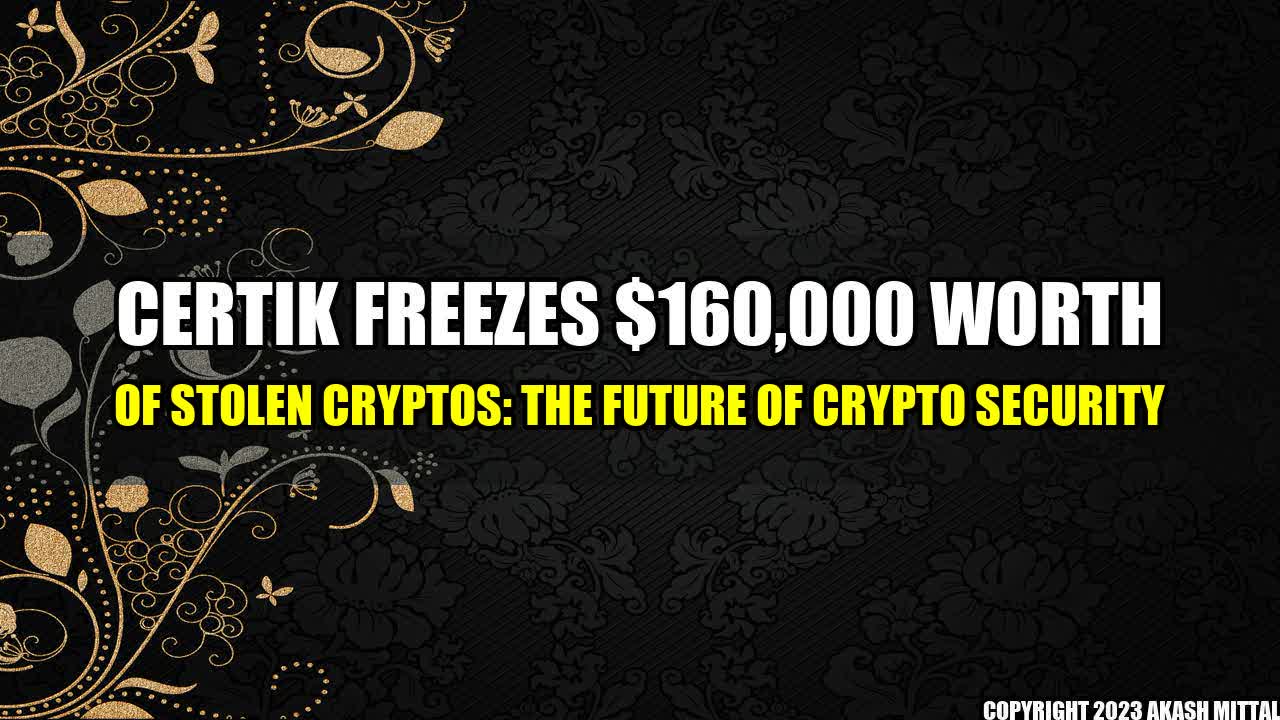 CERTIK FREEZES $160,000 WORTH
OF STOLEN CRYPTOS: THE FUTURE OF CRYPTO SECURITY
COPYRIGHT 2023 AKASH MITTAL